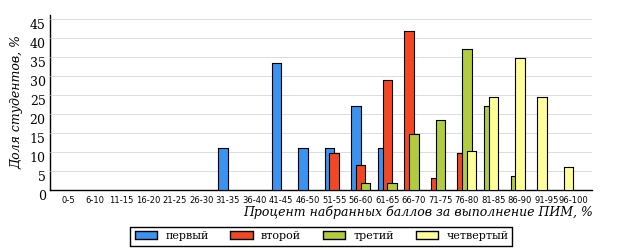 45
40
35
30
25
20
15
10
5
0
Доля студентов, %
0-5 6-10 11-15 16-20 21-25 26-30 31-35 36-40 41-45 46-50 51-55 56-60 61-65 66-70 71-75 76-80 81-85 86-90 91-95 96-100
Процент набранных баллов за выполнение ПИМ, %
первый второй третий четвертый